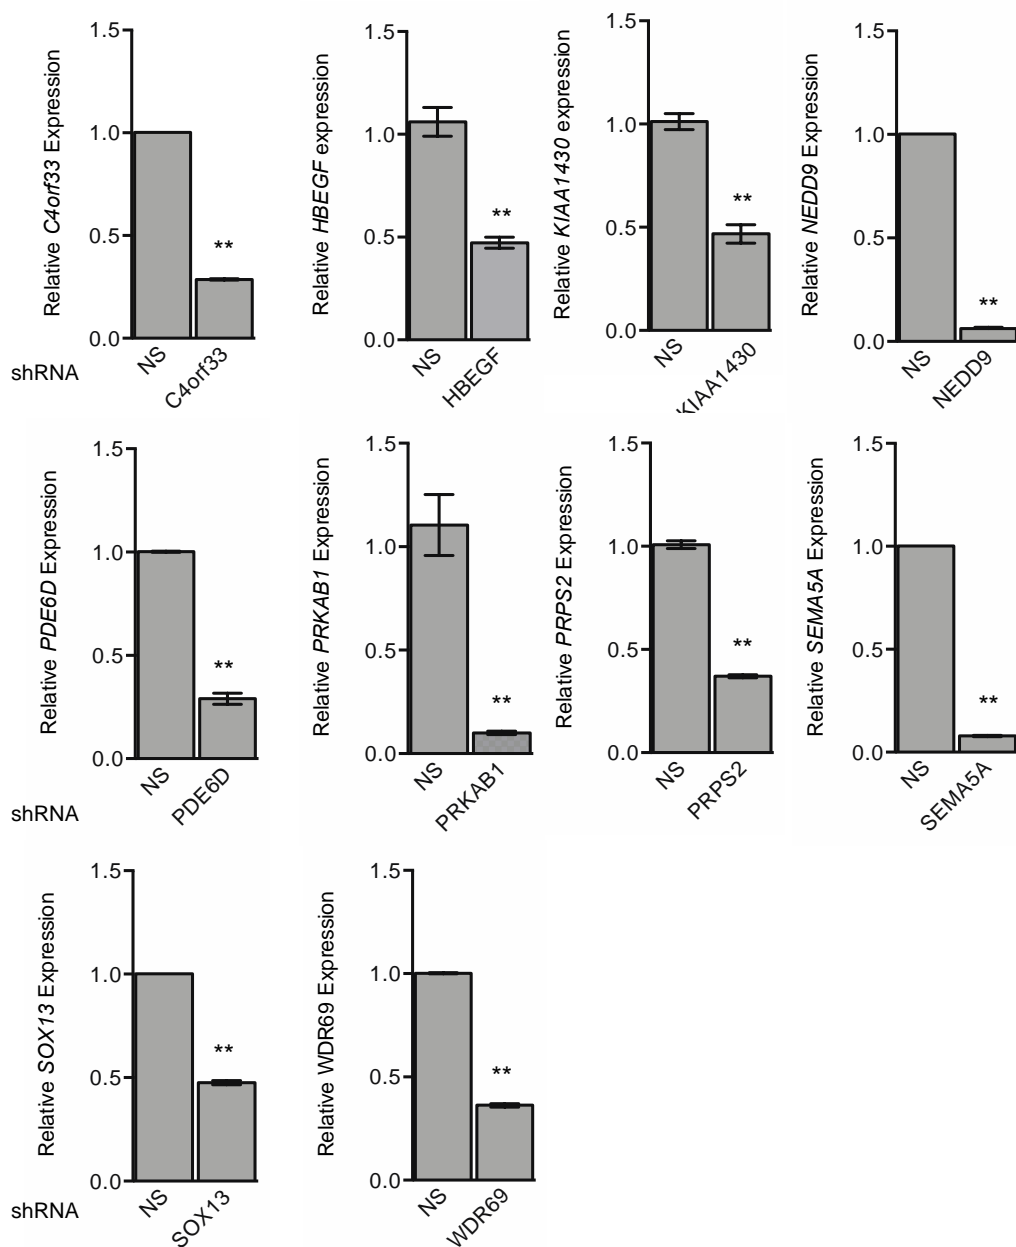 Relative C4orf33 Expression
1.5
1.0
0.5
0.0
**
NS
C4orf33
Relative HBEGF expression
1.5
1.0
0.5
0.0
**
NS
HBEGF
Relative KIAA1430 expression
1.5
1.0
0.5
0.0
**
NS
KIAA1430
Relative NEDD9 Expression
1.5
1.0
0.5
0.0
**
NS
NEDD9
shRNA
Relative PDE6D Expression
1.5
1.0
0.5
0.0
**
NS
PDE6D
Relative PRKAB1 Expression
1.5
1.0
0.5
0.0
**
NS
PRKAB1
Relative PRPS2 Expression
1.5
1.0
0.5
0.0
**
NS
PRPS2
Relative SEMA5A Expression
1.5
1.0
0.5
0.0
**
NS
SEMA5A
shRNA
Relative SOX13 Expression
1.5
1.0
0.5
0.0
**
NS
SOX13
Relative WDR69 Expression
1.5
1.0
0.5
0.0
**
NS
WDR69
shRNA